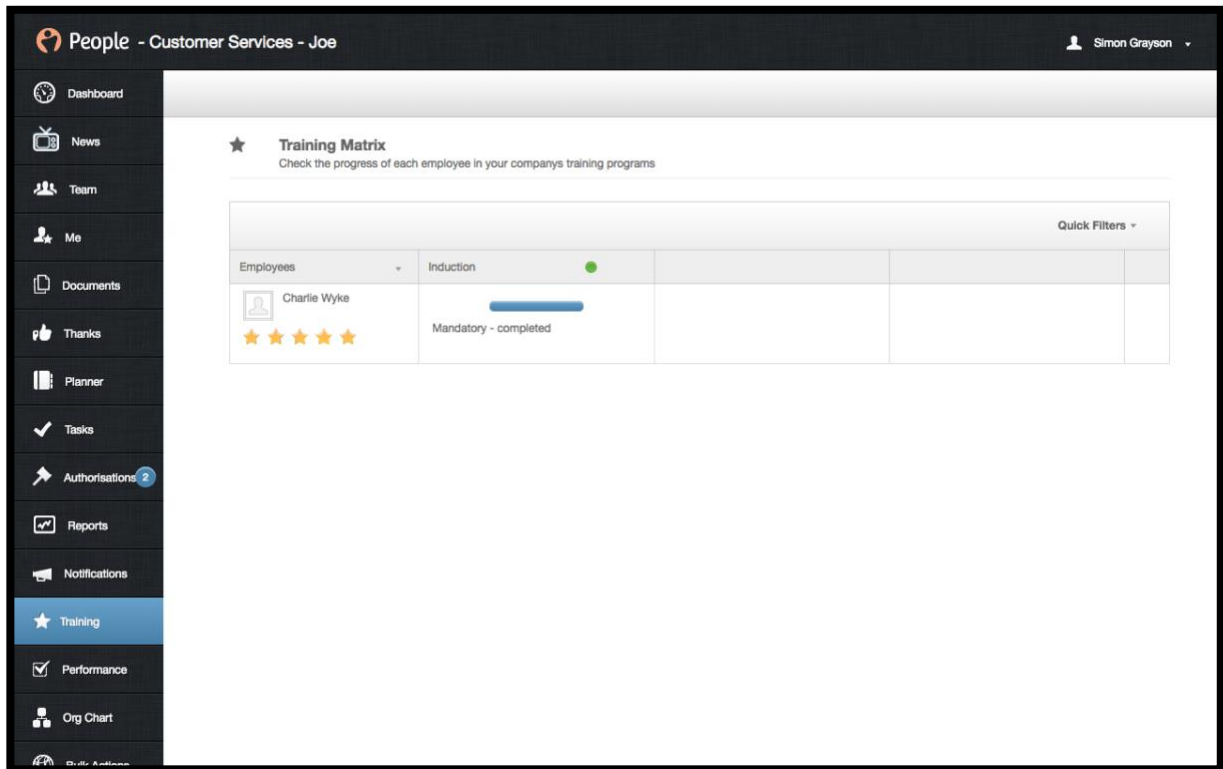 People - Customer Services - Joe
Simon Grayson
Dashboard
News
Team
Me
Documents
Thanks
Planner
Tasks
Authorisations 2
Reports
Notifications
Training
Performance
Org Chart
Bulk Actions
Training Matrix
Check the progress of each employee in your companys training programs
Quick Filters
Employees Induction
Charlie Wyke
Mandatory - completed